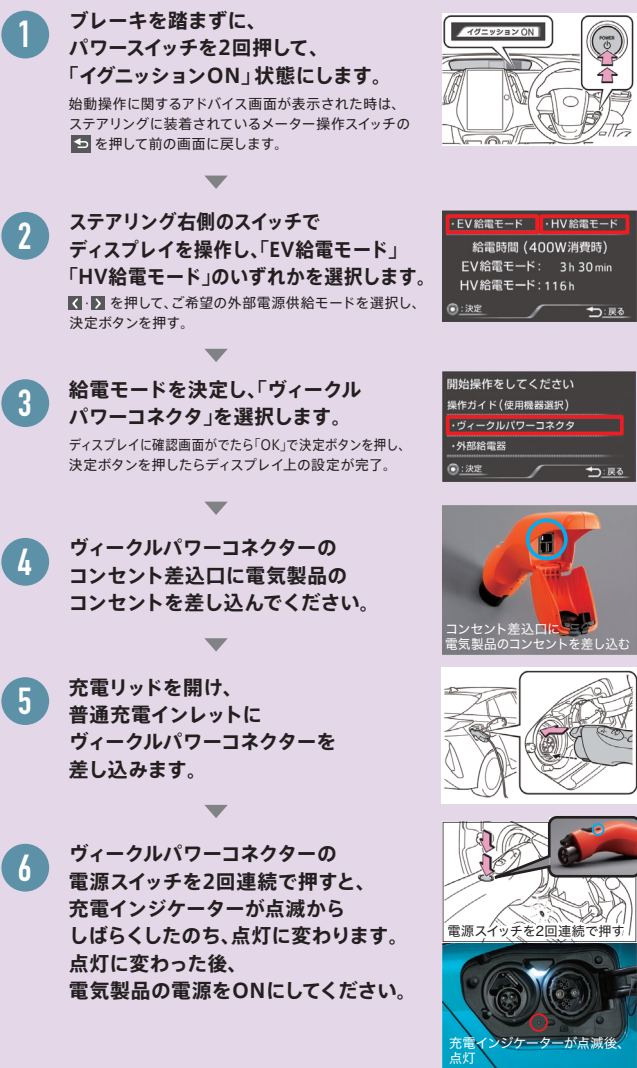 1
ブレーキを踏まずに、
パワースイッチを2回押して、
「イグニッションON」状態にします。
始動操作に関するアドバイス画面が表示された時は、
ステアリングに装着されているメーター操作スイッチの
を押して前の画面に戻します。
イグニッション ON
POWER
2
ステアリング右側のスイッチで
ディスプレイを操作し、「EV給電モード」
「HV給電モード」のいずれかを選択します。
・を押して、ご希望の外部電源供給モードを選択し、
決定ボタンを押す。
・EV給電モード ・HV給電モード
給電時間 (400W消費時)
EV給電モード: 3h 30min
HV給電モード:116h
:決定 :戻る
3
給電モードを決定し、「ヴィークル
パワーコネクタ」を選択します。
ディスプレイに確認画面がでたら「OK」で決定ボタンを押し、
決定ボタンを押したらディスプレイ上の設定が完了。
開始操作をしてください
操作ガイド(使用機器選択)
・ヴィークルパワーコネクタ
・外部給電器
:決定 :戻る
4
ヴィークルパワーコネクターの
コンセント差込口に電気製品の
コンセントを差し込んでください。
コンセント差込口に
電気製品のコンセントを差し込む
5
充電リッドを開け、
普通充電インレットに
ヴィークルパワーコネクターを
差し込みます。
6
ヴィークルパワーコネクターの
電源スイッチを2回連続で押すと、
充電インジケーターが点滅から
しばらくしたのち、点灯に変わります。
点灯に変わった後、
電気製品の電源をONにしてください。
電源スイッチを2回連続で押す
充電インジケーターが点滅後、
点灯